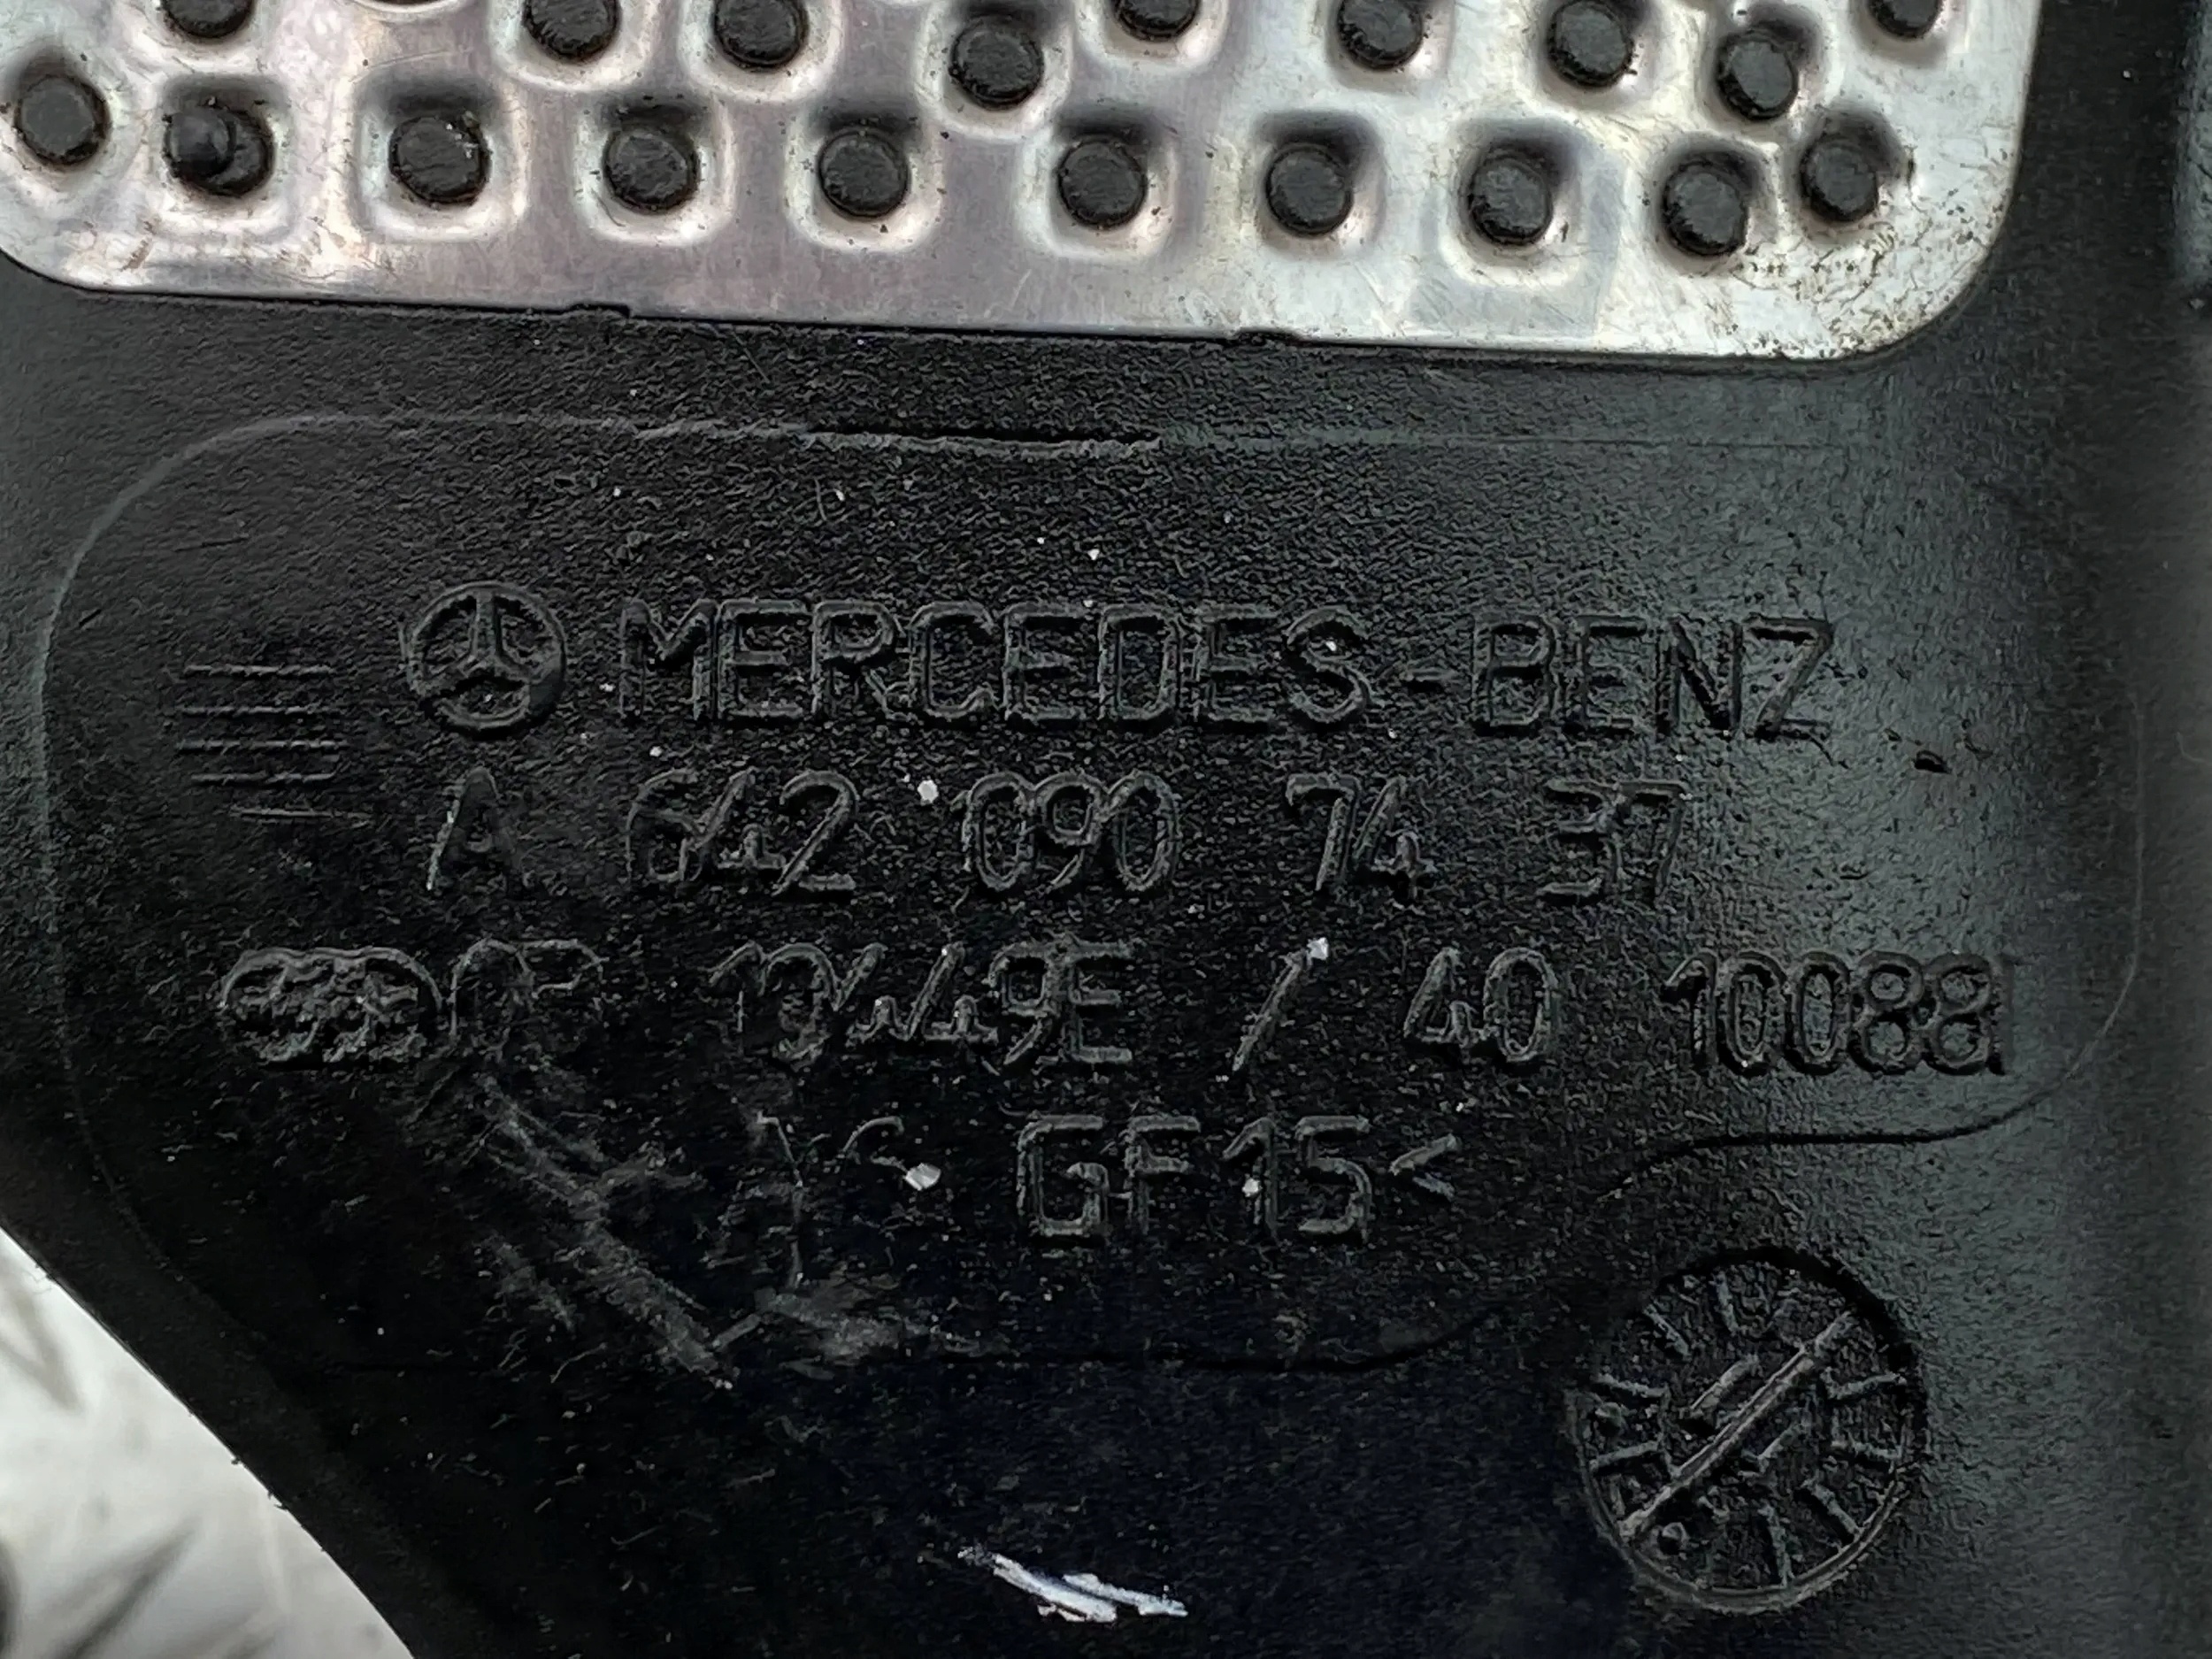 MERCEDES-BENZ
A 642 090 74 37
/ 40 10088
GF15<